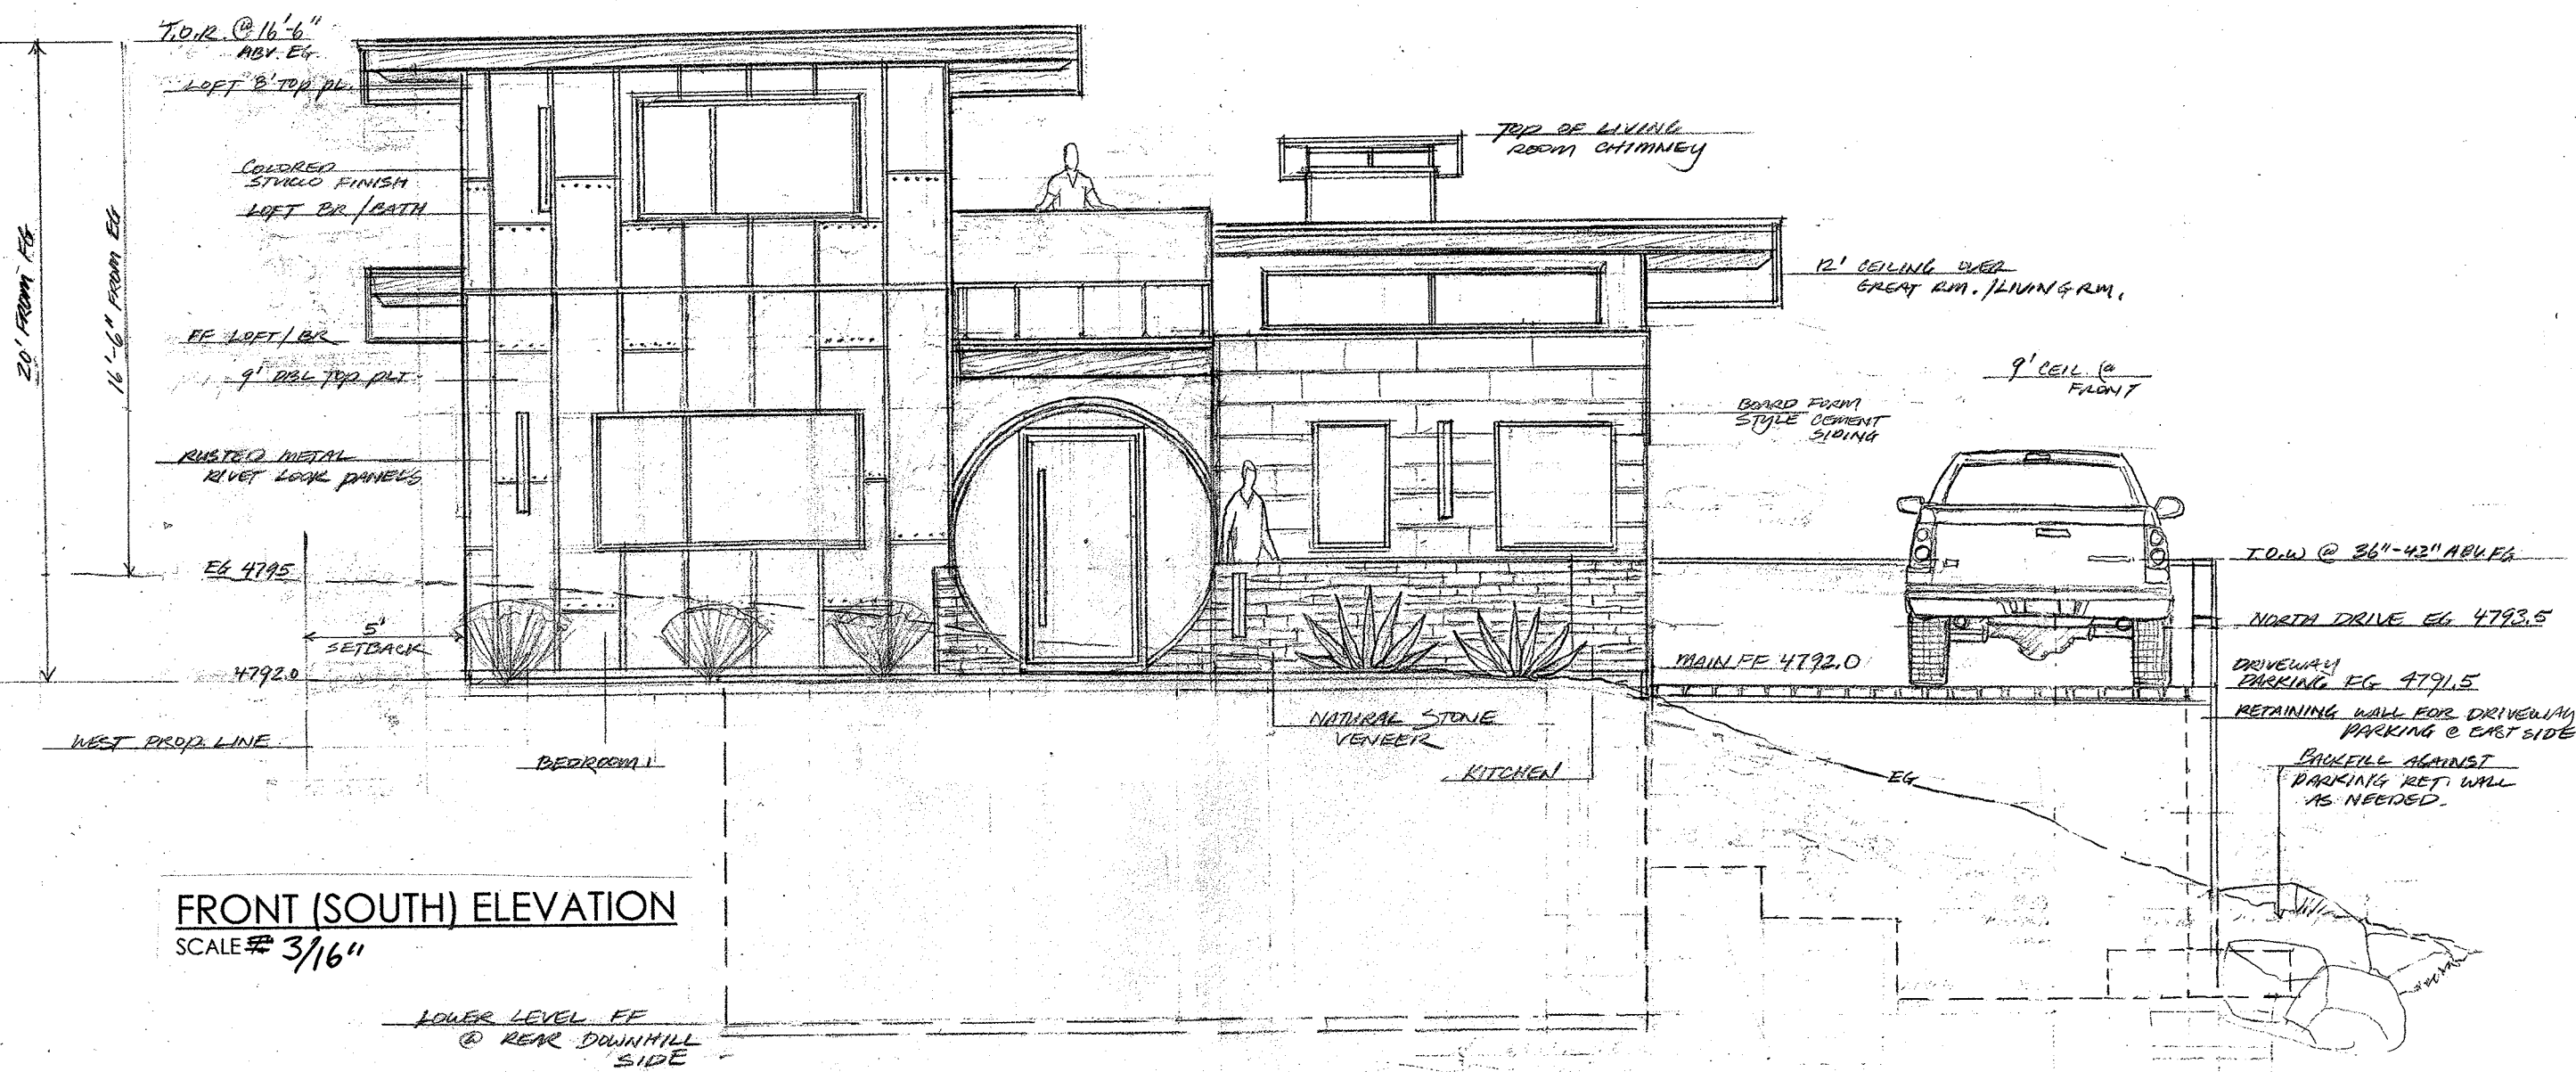 T.O.R. @ 16'-6"
ABV. EG.
LOFT 8' TOP PL.
COLORED
STUCCO FINISH
LOFT BR/BATH
20' FROM FG
16'-6" FROM EG
FF LOFT/BR
9' DBL TOP PLT.
RUSTED METAL
RIVET LOOK PANELS
EG 4795
5'
SETBACK
4792.0
WEST PROP. LINE
BEDROOM 1
TOP OF LIVING
ROOM CHIMNEY
12' CEILING OVER
GREAT RM. / LIVING RM.
9' CEIL. @
FRONT
BOARD FORM
STYLE CEMENT
SIDING
T.O.W @ 36"-42" ABV. FG
NORTH DRIVE EG 4793.5
MAIN FF 4792.0
DRIVEWAY
PARKING FG 4791.5
RETAINING WALL FOR DRIVEWAY
PARKING @ EAST SIDE
NATURAL STONE
VENEER
KITCHEN
EG
BACKFILL AGAINST
PARKING RET. WALL
AS NEEDED.
FRONT (SOUTH) ELEVATION
SCALE 3/16"
LOWER LEVEL FF
@ REAR DOWNHILL
SIDE